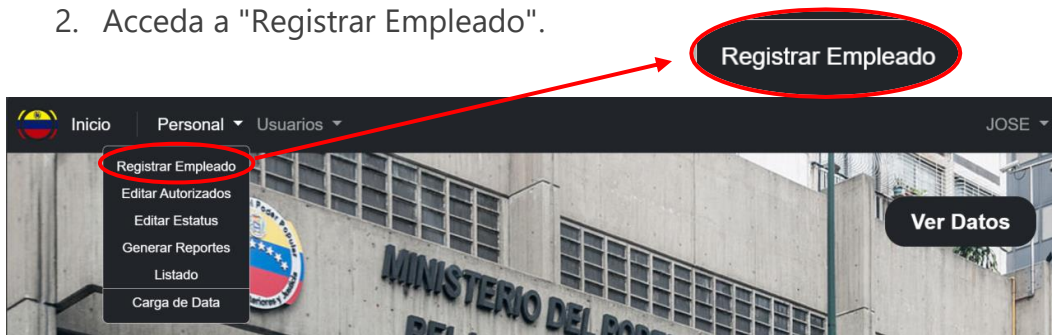 2. Acceda a "Registrar Empleado".
Registrar Empleado
Inicio Personal Usuarios JOSE
Registrar Empleado
Editar Autorizados
Editar Estatus
Generar Reportes
Listado
Carga de Data
Ver Datos
Poder Popular
MINISTERIO DEL